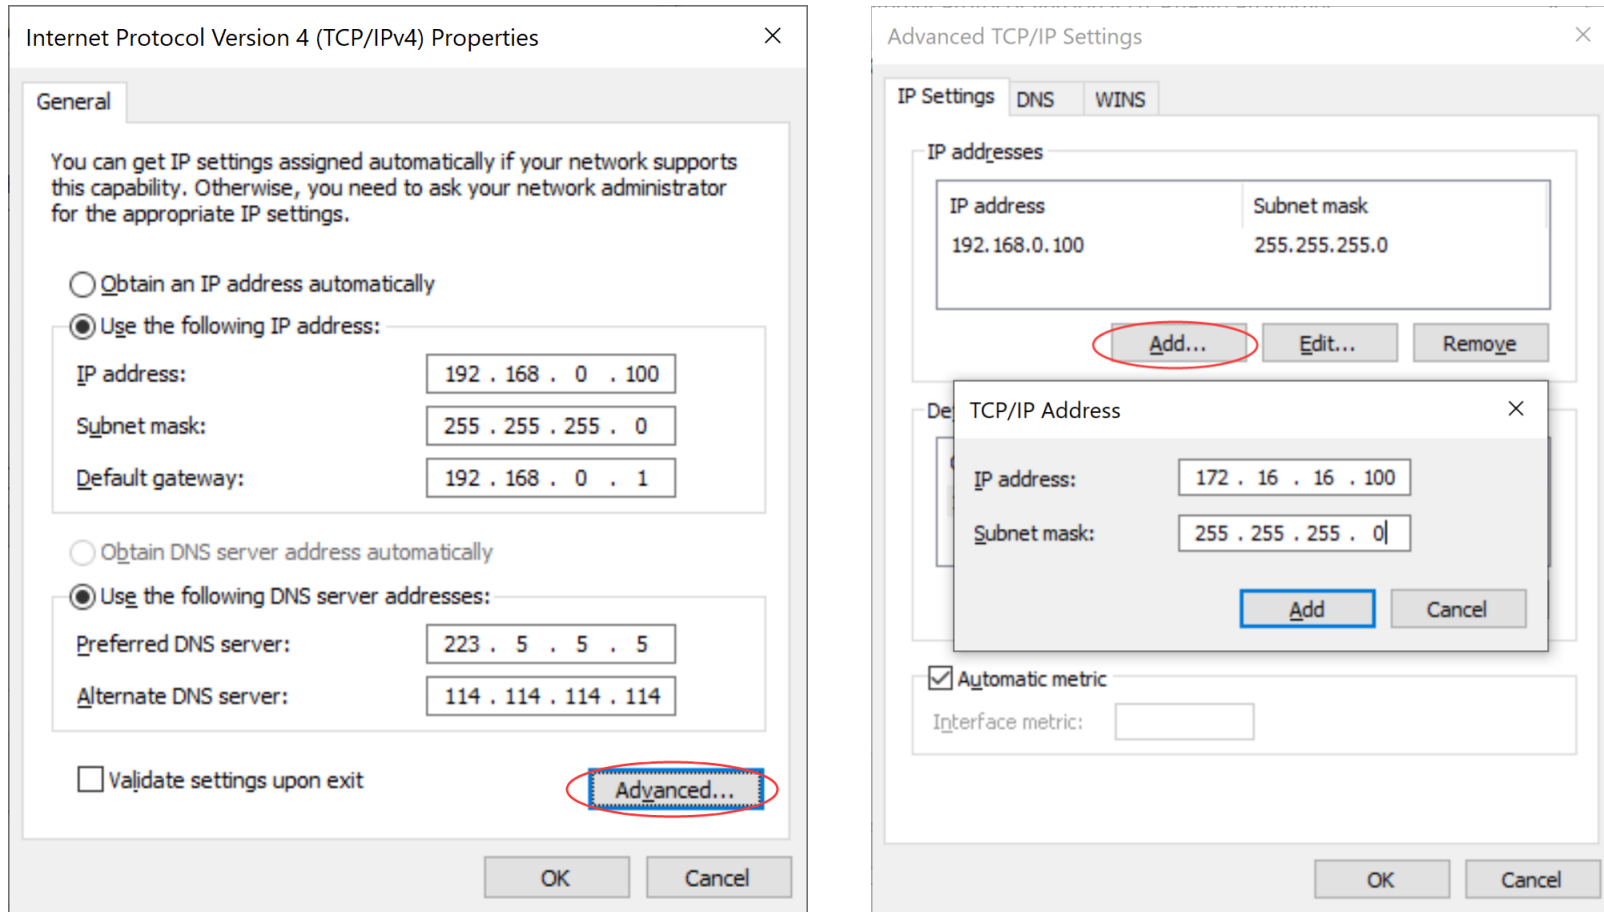 Internet Protocol Version 4 (TCP/IPv4) Properties
General
You can get IP settings assigned automatically if your network supports
this capability. Otherwise, you need to ask your network administrator
for the appropriate IP settings.
Obtain an IP address automatically
Use the following IP address:
IP address: 192 . 168 . 0 . 100
Subnet mask: 255 . 255 . 255 . 0
Default gateway: 192 . 168 . 0 . 1
Obtain DNS server address automatically
Use the following DNS server addresses:
Preferred DNS server: 223 . 5 . 5 . 5
Alternate DNS server: 114 . 114 . 114 . 114
Validate settings upon exit
Advanced...
OK Cancel
Advanced TCP/IP Settings
IP Settings DNS WINS
IP addresses
IP address Subnet mask
192.168.0.100 255.255.255.0
Add... Edit... Remove
TCP/IP Address
IP address: 172 . 16 . 16 . 100
Subnet mask: 255 . 255 . 255 . 0
Add Cancel
Automatic metric
Interface metric:
OK Cancel